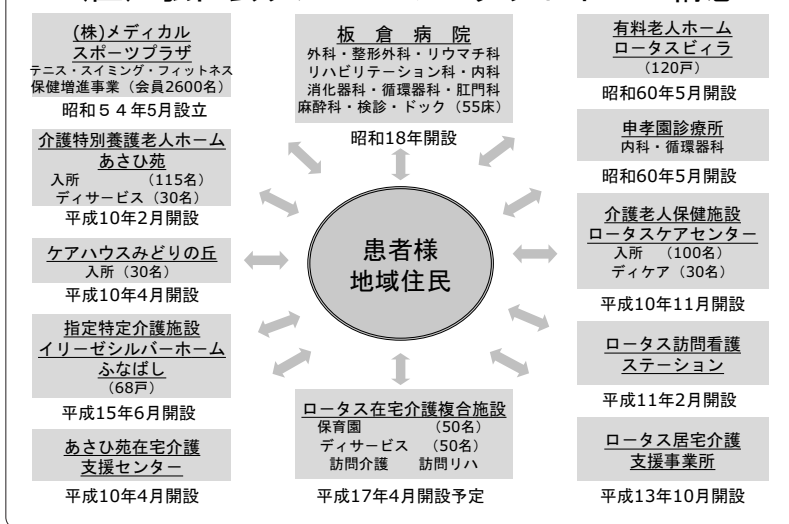 (株)メディカル
スポーツプラザ
テニス・スイミング・フィットネス
保健増進事業（会員2600名）
昭和５４年5月設立
介護特別養護老人ホーム
あさひ苑
入所　　　（115名）
ディサービス（30名）
平成10年2月開設
ケアハウスみどりの丘
入所（30名）
平成10年4月開設
指定特定介護施設
イリーゼシルバーホーム
ふなばし
（68戸）
平成15年6月開設
あさひ苑在宅介護
支援センター
平成10年4月開設
板　倉　病　院
外科・整形外科・リウマチ科
リハビリテーション科・内科
消化器科・循環器科・肛門科
麻酔科・検診・ドック（55床）
昭和18年開設
患者様
地域住民
ロータス在宅介護複合施設
保育園　　　　（50名）
ディサービス　（50名）
訪問介護　　訪問リハ
平成17年4月開設予定
有料老人ホーム
ロータスビィラ
（120戸）
昭和60年5月開設
申孝園診療所
内科・循環器科
昭和60年5月開設
介護老人保健施設
ロータスケアセンター
入所　（100名）
ディケア（30名）
平成10年11月開設
ロータス訪問看護
ステーション
平成11年2月開設
ロータス居宅介護
支援事業所
平成13年10月開設